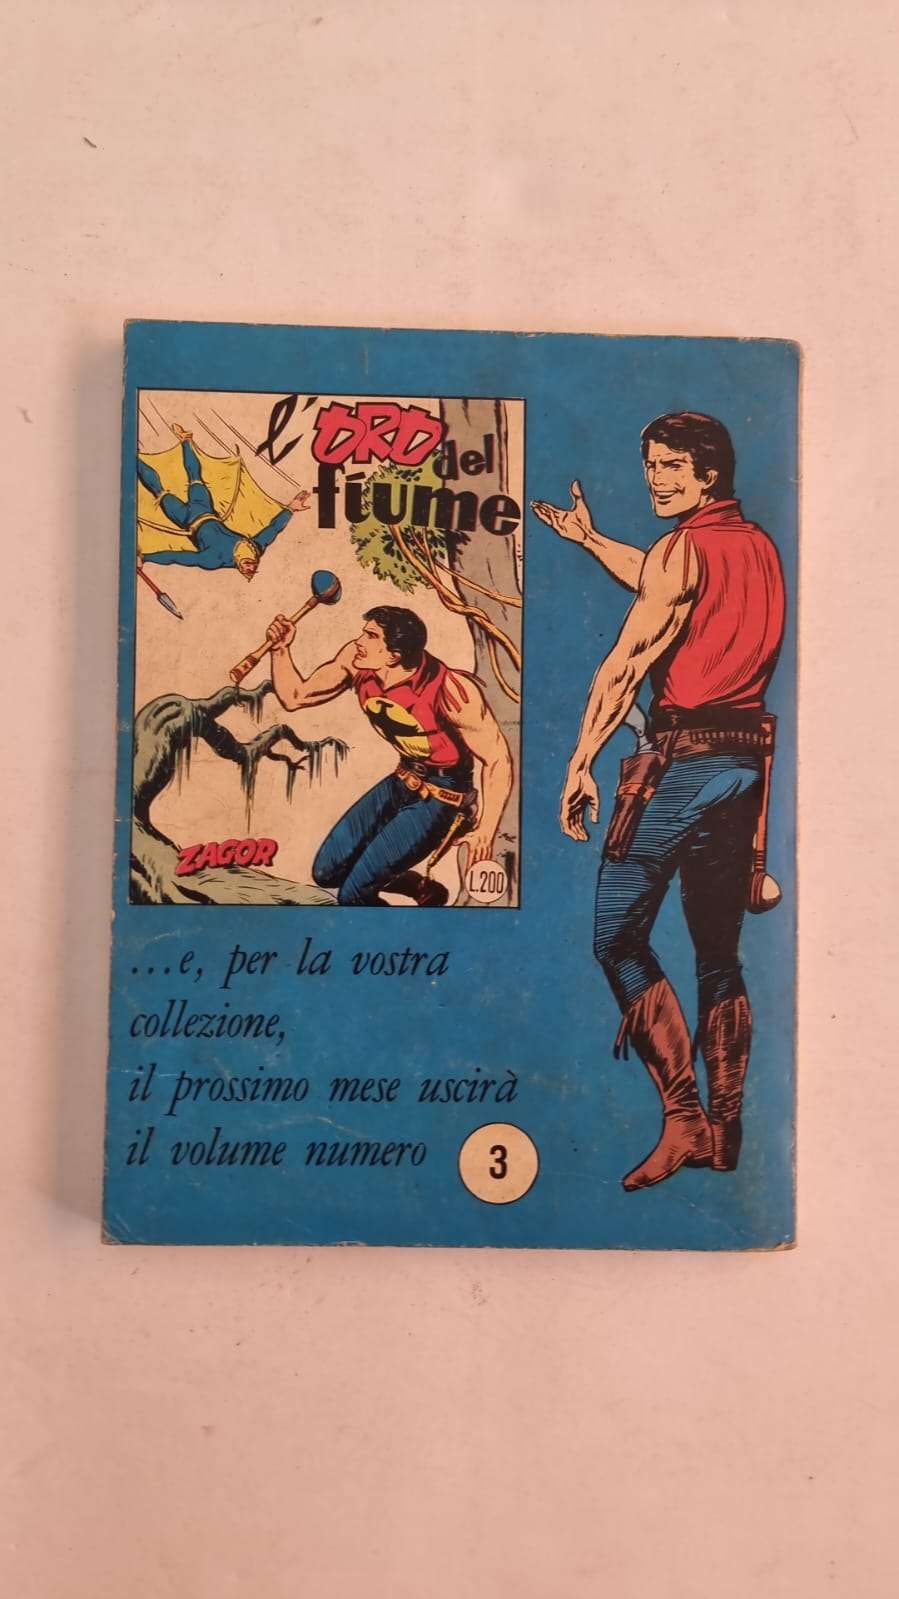 l'ORO
del
fiume
ZAGOR
L.200
...e, per la vostra
collezione,
il prossimo mese uscirà
il volume numero 3